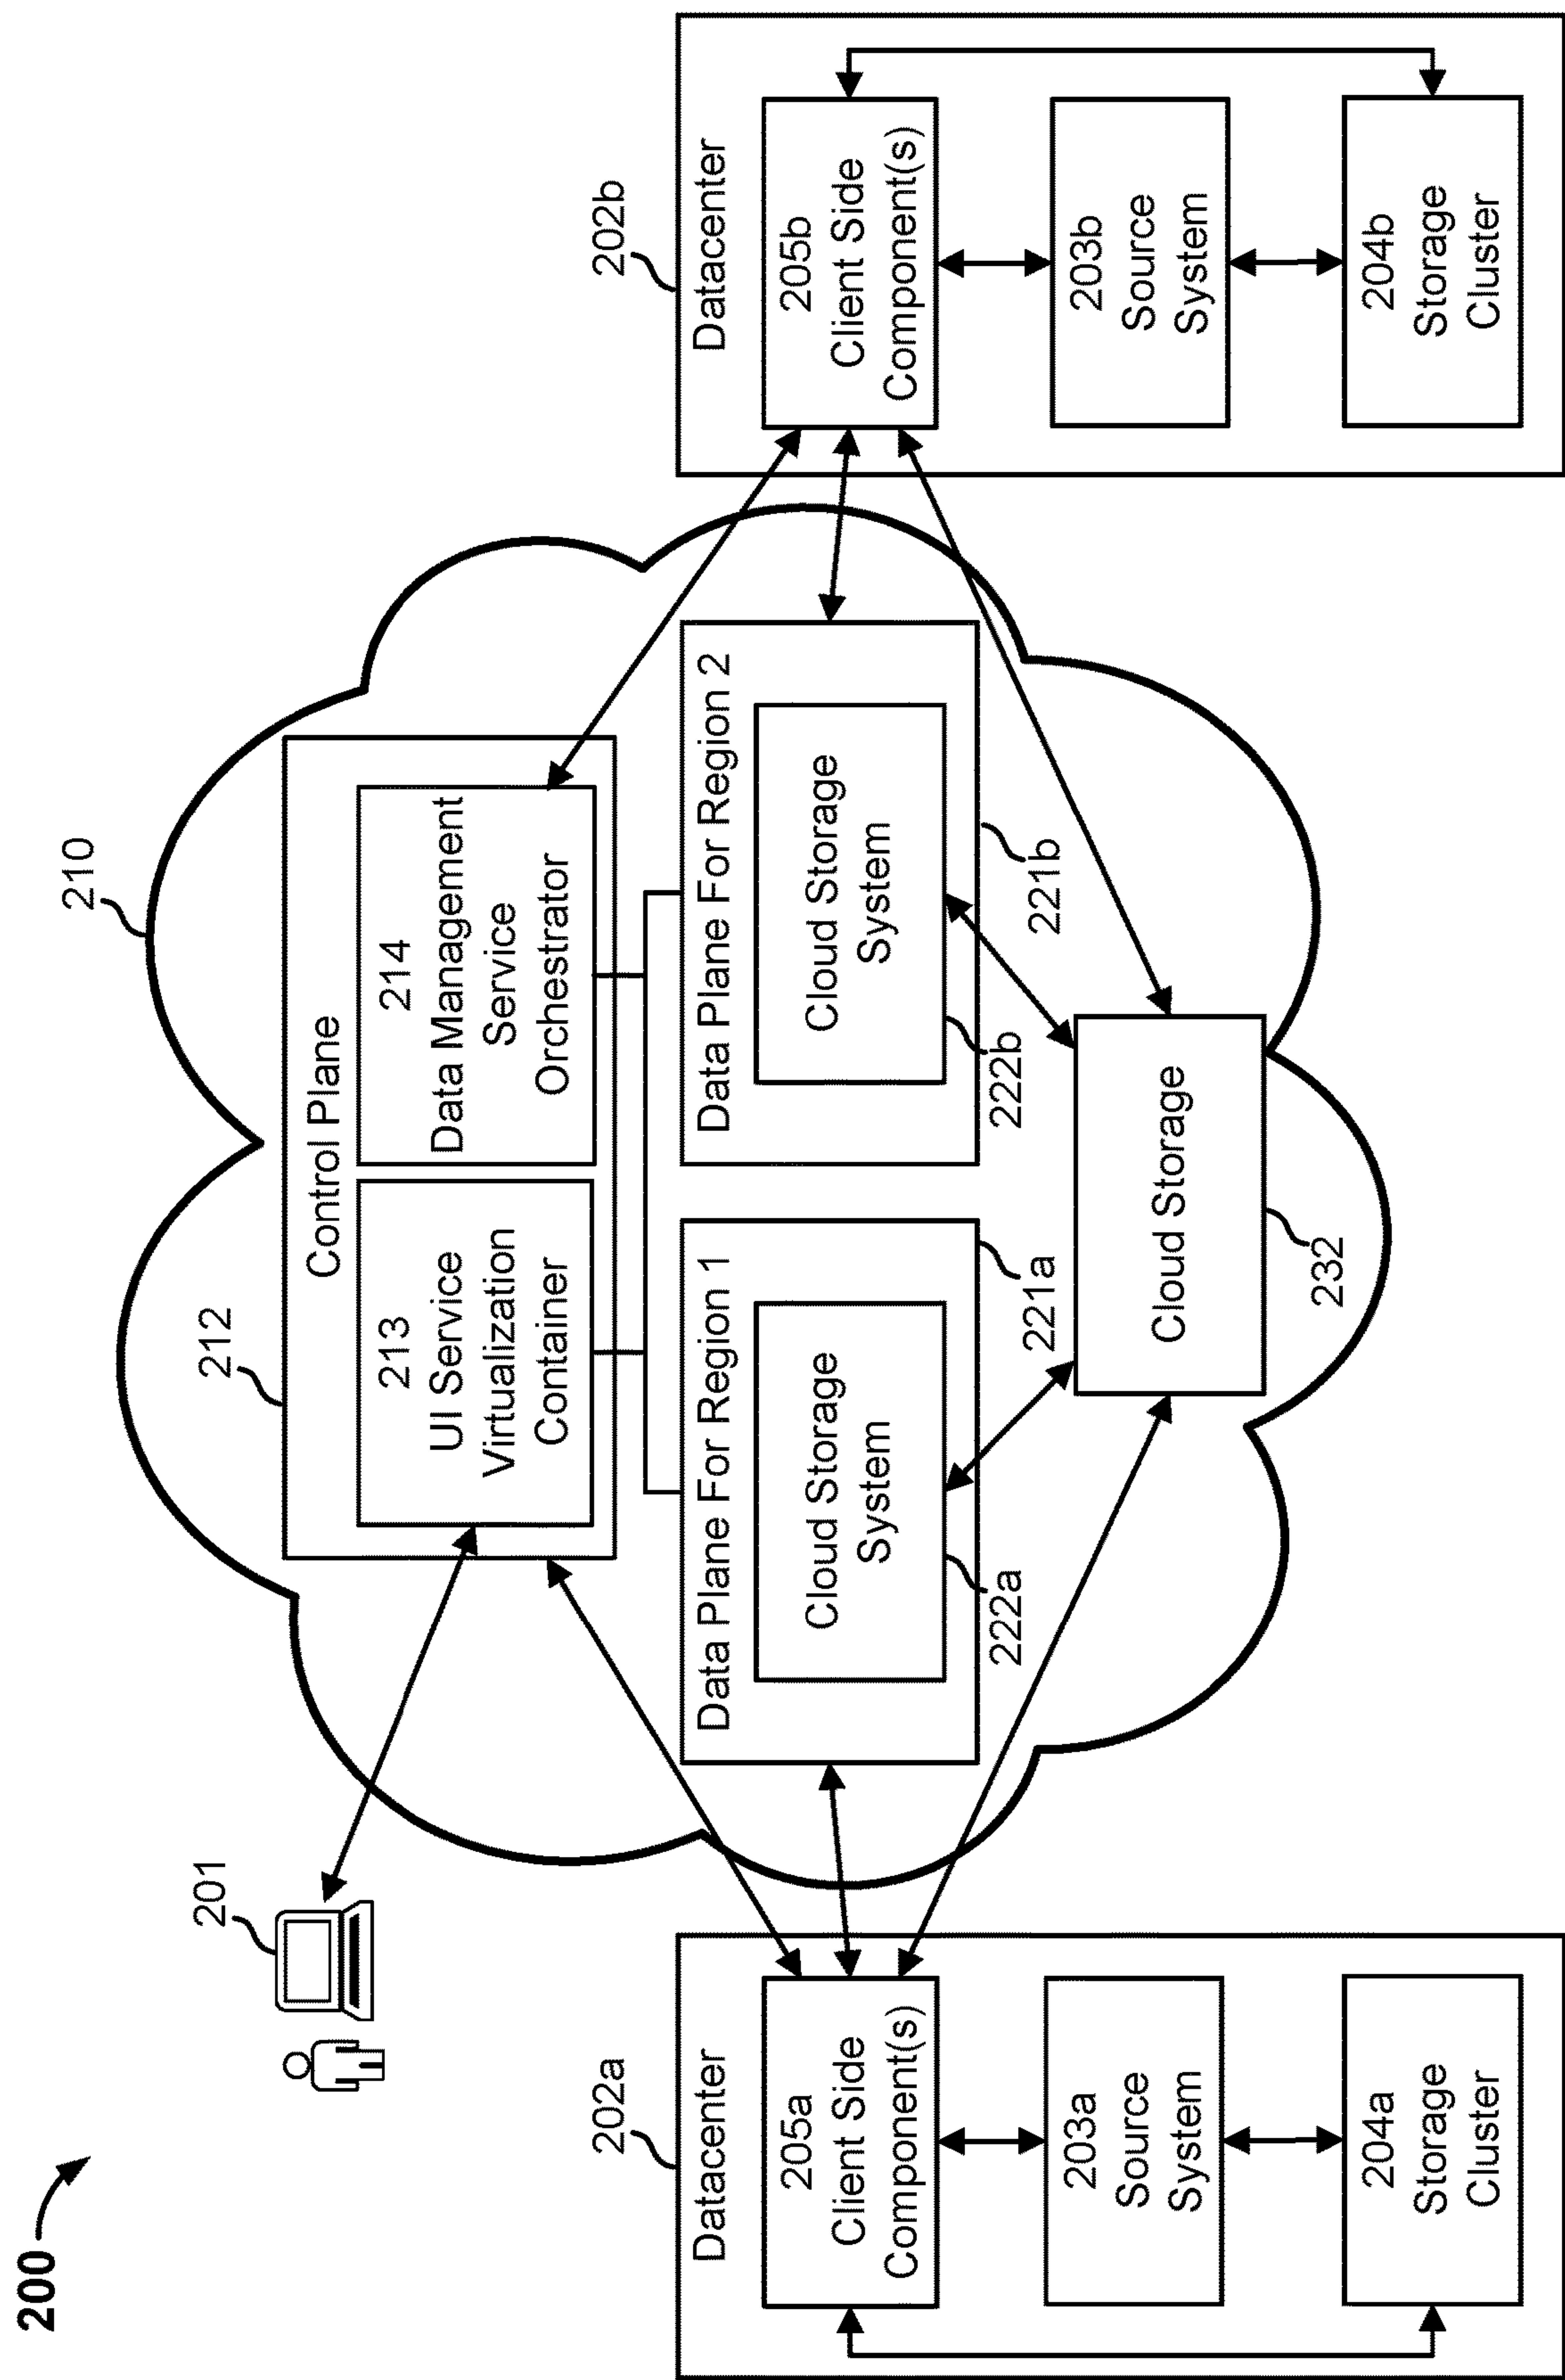 200
201
210
212
Control Plane
213
UI Service
Virtualization
Container
214
Data Management
Service
Orchestrator
202a
Datacenter
205a
Client Side
Component(s)
203a
Source
System
204a
Storage
Cluster
Data Plane For Region 1
Cloud Storage
System
222a
221a
Data Plane For Region 2
Cloud Storage
System
222b
221b
Cloud Storage
232
202b
Datacenter
205b
Client Side
Component(s)
203b
Source
System
204b
Storage
Cluster